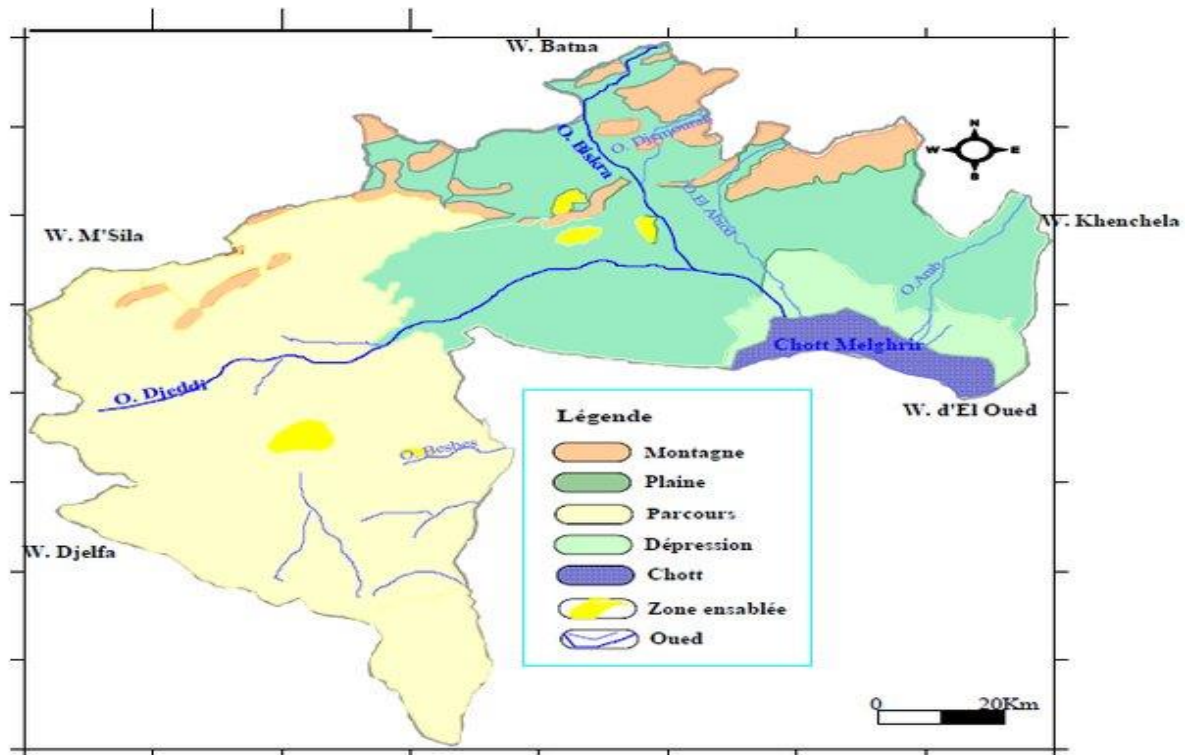 W. Batna
O. Djemourah
O. Biskra
N
W E
S
O.El Abiod
W. Khenchela
W. M'Sila
O.Arab
Chott Melghrir
O. Djeddi
W. d'El Oued
Légende
Montagne
Plaine
Parcours
Dépression
Chott
Zone ensablée
Oued
O. Besbes
W. Djelfa
0 20Km